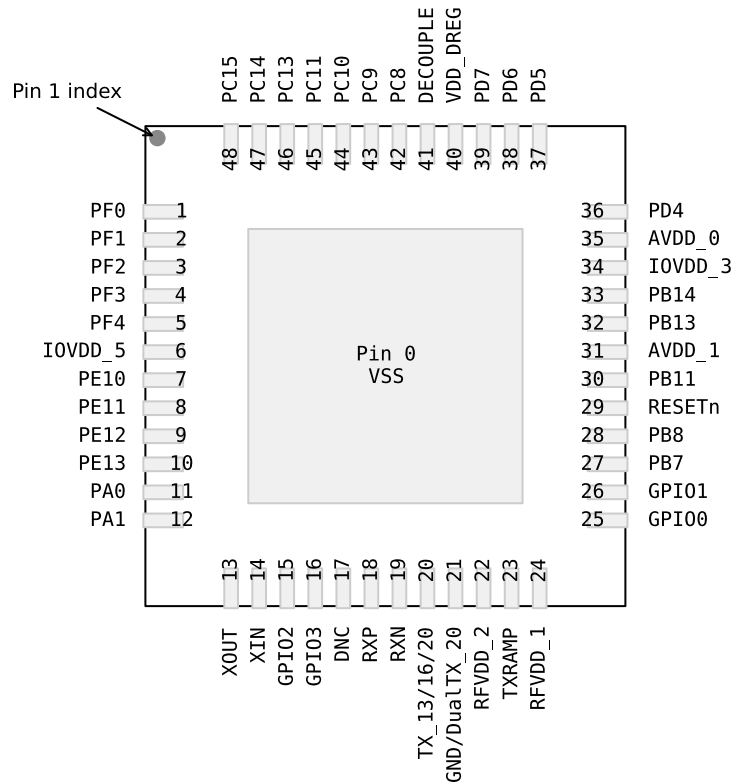 PC15 PC14 PC13 PC11 PC10 PC9 PC8 DECOUPLE VDD_DREG PD7 PD6 PD5
Pin 1 index
48 47 46 45 44 43 42 41 40 39 38 37
PF0 1 36 PD4
PF1 2 35 AVDD_0
PF2 3 34 IOVDD_3
PF3 4 33 PB14
PF4 5 32 PB13
IOVDD_5 6 31 AVDD_1
Pin 0
VSS
PE10 7 30 PB11
PE11 8 29 RESETn
PE12 9 28 PB8
PE13 10 27 PB7
PA0 11 26 GPIO1
PA1 12 25 GPIO0
13 14 15 16 17 18 19 20 21 22 23 24
XOUT XIN GPIO2 GPIO3 DNC RXP RXN TX_13/16/20 GND/DualTX_20 RFVDD_2 TXRAMP RFVDD_1